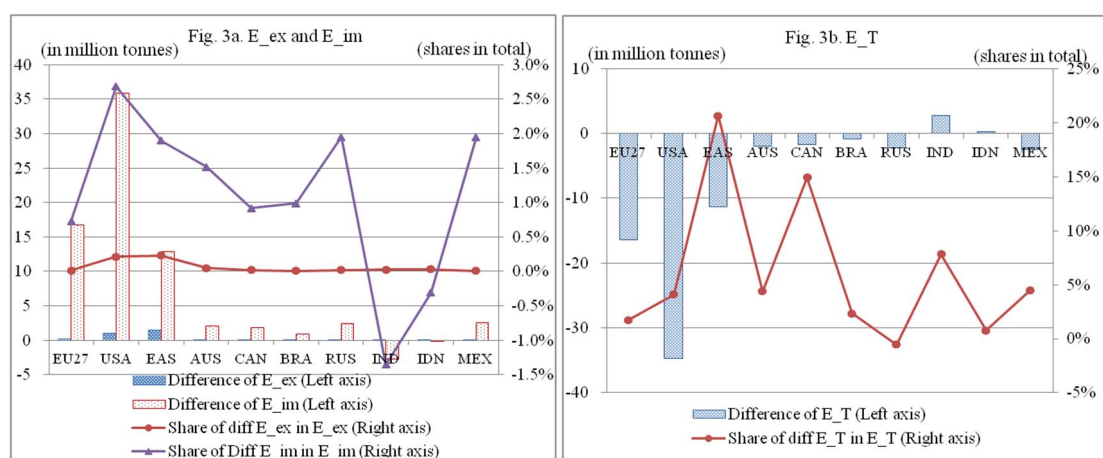 Fig. 3a. E_ex and E_im
(in million tonnes)
(shares in total)
40
35
30
25
20
15
10
5
0
-5
3.0%
2.5%
2.0%
1.5%
1.0%
0.5%
0.0%
-0.5%
-1.0%
-1.5%
EU27 USA EAS AUS CAN BRA RUS IND IDN MEX
Difference of E_ex (Left axis)
Difference of E_im (Left axis)
Share of diff E_ex in E_ex (Right axis)
Share of Diff E_im in E_im (Right axis)
Fig. 3b. E_T
(in million tonnes)
(shares in total)
10
0
-10
-20
-30
-40
25%
20%
15%
10%
5%
0%
-5%
EU27 USA EAS AUS CAN BRA RUS IND IDN MEX
Difference of E_T (Left axis)
Share of diff E_T in E_T (Right axis)